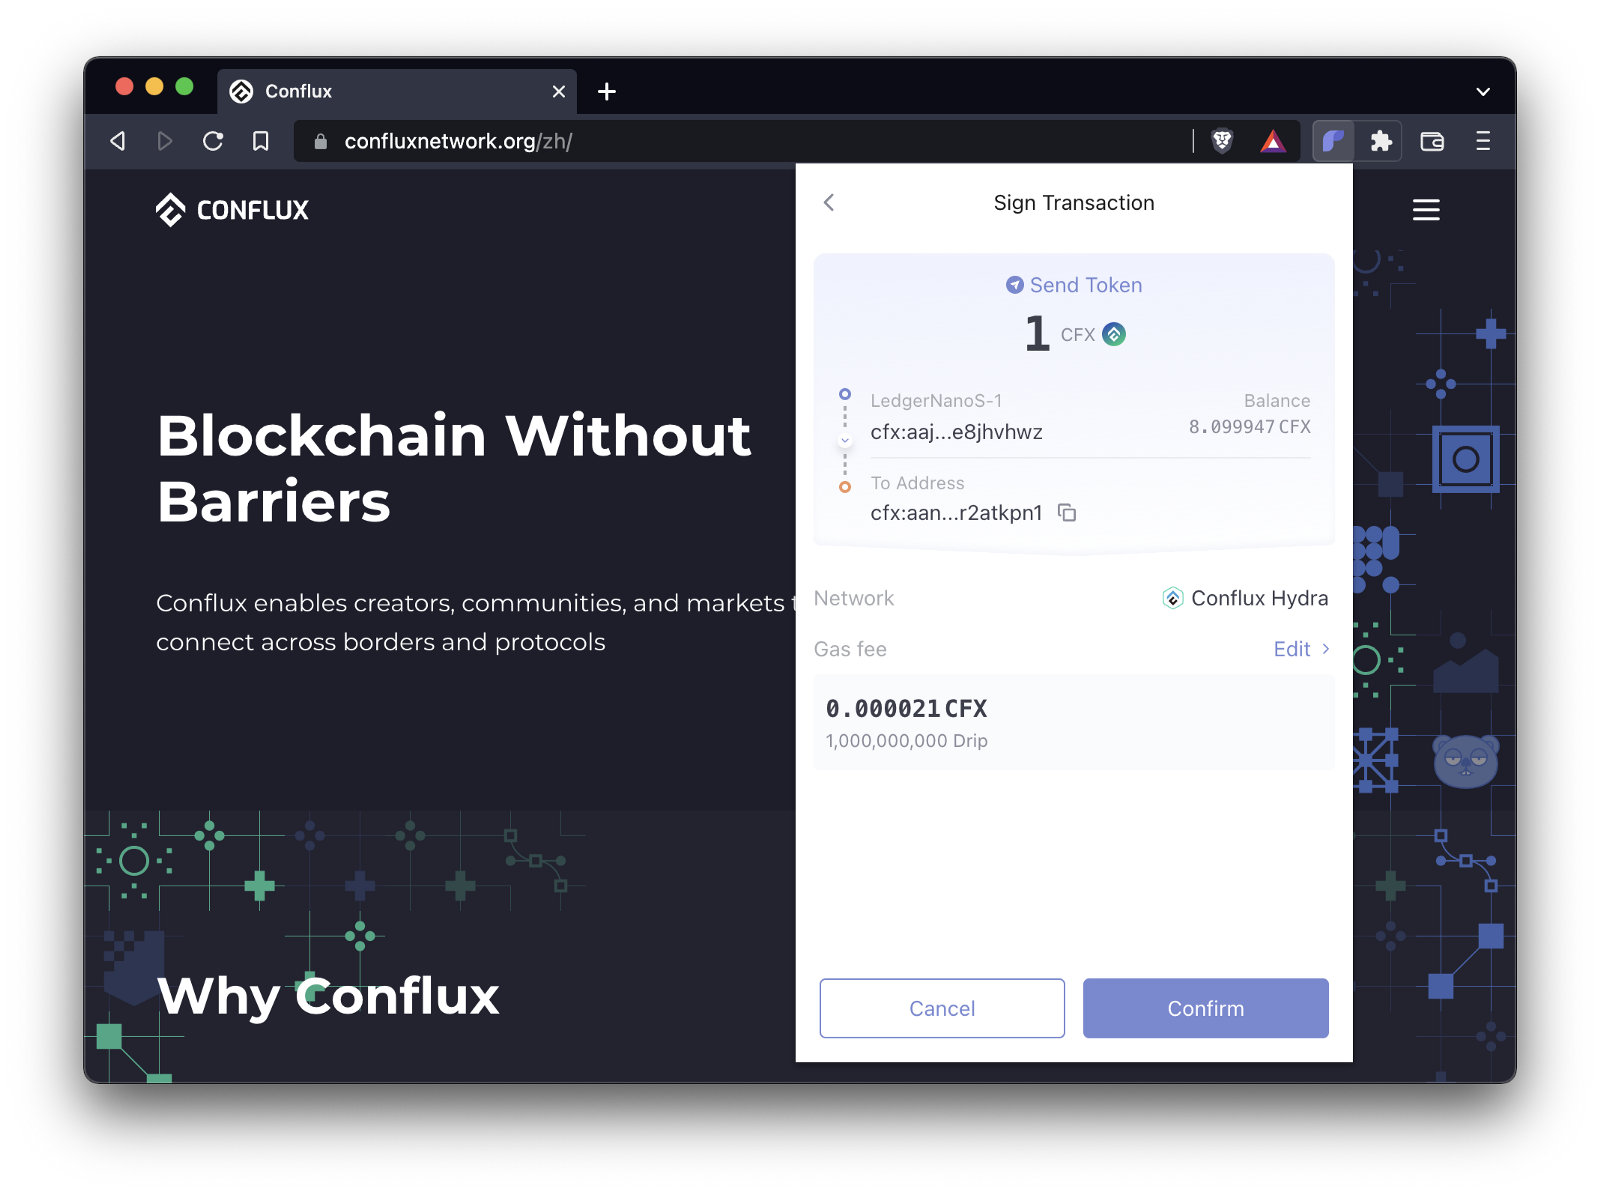 Conflux
confluxnetwork.org/zh/
CONFLUX
Blockchain Without
Barriers
Conflux enables creators, communities, and markets t
connect across borders and protocols
Why Conflux
Sign Transaction
Send Token
1 CFX
LedgerNanoS-1
Balance
cfx:aaj...e8jhvhwz
8.099947 CFX
To Address
cfx:aan...r2atkpn1
Network
Conflux Hydra
Gas fee
Edit
0.000021 CFX
1,000,000,000 Drip
Cancel
Confirm